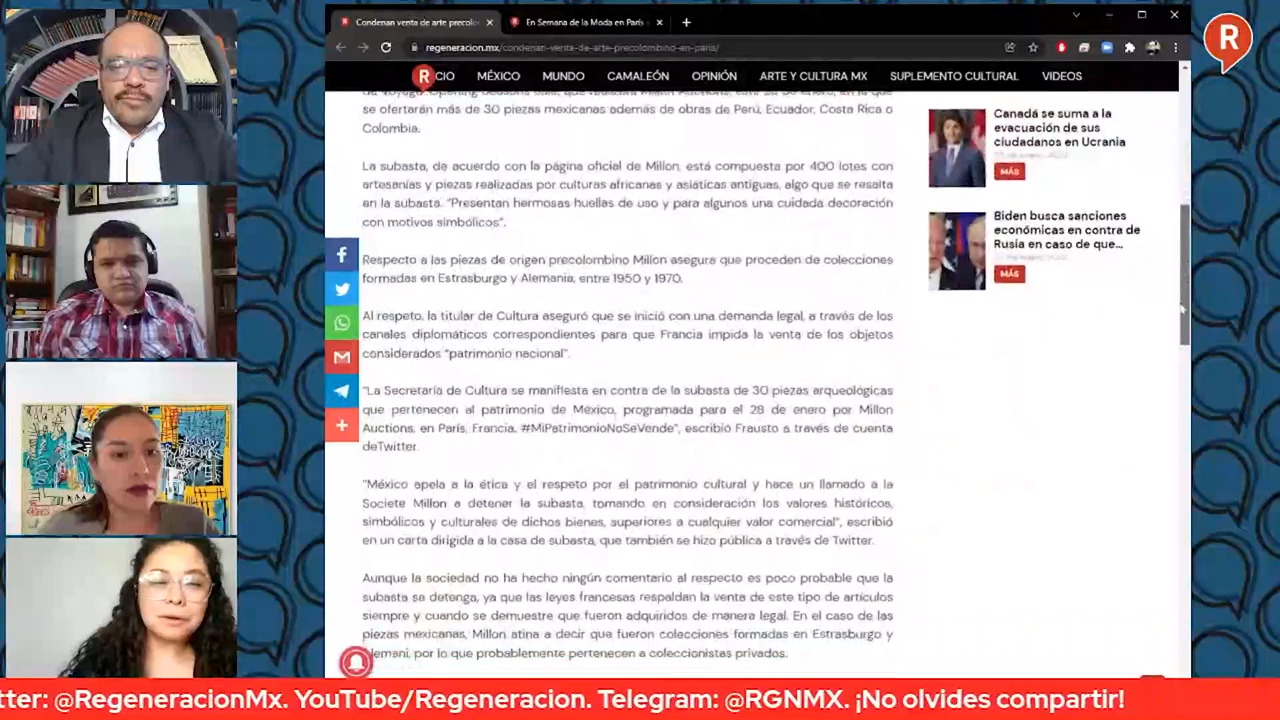 Condenan venta de arte precolo
En Semana de la Moda en París
regeneracion.mx/condenan-venta-de-arte-precolombino-en-paris/
R
R CIO MÉXICO MUNDO CAMALEÓN OPINIÓN ARTE Y CULTURA MX SUPLEMENTO CULTURAL VIDEOS
se ofertarán más de 30 piezas mexicanas además de obras de Perú, Ecuador, Costa Rica o
Colombia.
La subasta, de acuerdo con la página oficial de Millon, está compuesta por 400 lotes con
artesanías y piezas realizadas por culturas africanas y asiáticas antiguas, algo que se resalta
en la subasta. “Presentan hermosas huellas de uso y para algunos una cuidada decoración
con motivos simbólicos”.
Respecto a las piezas de origen precolombino Millon asegura que proceden de colecciones
formadas en Estrasburgo y Alemania, entre 1950 y 1970.
Al respeto, la titular de Cultura aseguró que se inició con una demanda legal, a través de los
canales diplomáticos correspondientes para que Francia impida la venta de los objetos
considerados “patrimonio nacional”.
“La Secretaría de Cultura se manifiesta en contra de la subasta de 30 piezas arqueológicas
que pertenecen al patrimonio de México, programada para el 28 de enero por Millon
Auctions, en París, Francia. #MiPatrimonioNoSeVende”, escribió Frausto a través de cuenta
deTwitter.
“México apela a la ética y el respeto por el patrimonio cultural y hace un llamado a la
Societe Millon a detener la subasta, tomando en consideración los valores históricos,
simbólicos y culturales de dichos bienes, superiores a cualquier valor comercial”, escribió
en un carta dirigida a la casa de subasta, que también se hizo pública a través de Twitter.
Aunque la sociedad no ha hecho ningún comentario al respecto es poco probable que la
subasta se detenga, ya que las leyes francesas respaldan la venta de este tipo de artículos
siempre y cuando se demuestre que fueron adquiridos de manera legal. En el caso de las
piezas mexicanas, Millon atina a decir que fueron colecciones formadas en Estrasburgo y
lemani, por lo que probablemente pertenecen a coleccionistas privados.
Canadá se suma a la
evacuación de sus
ciudadanos en Ucrania
MÁS
Biden busca sanciones
económicas en contra de
Rusia en caso de que...
MÁS
tter: @RegeneracionMx. YouTube/Regeneracion. Telegram: @RGNMX. ¡No olvides compartir!